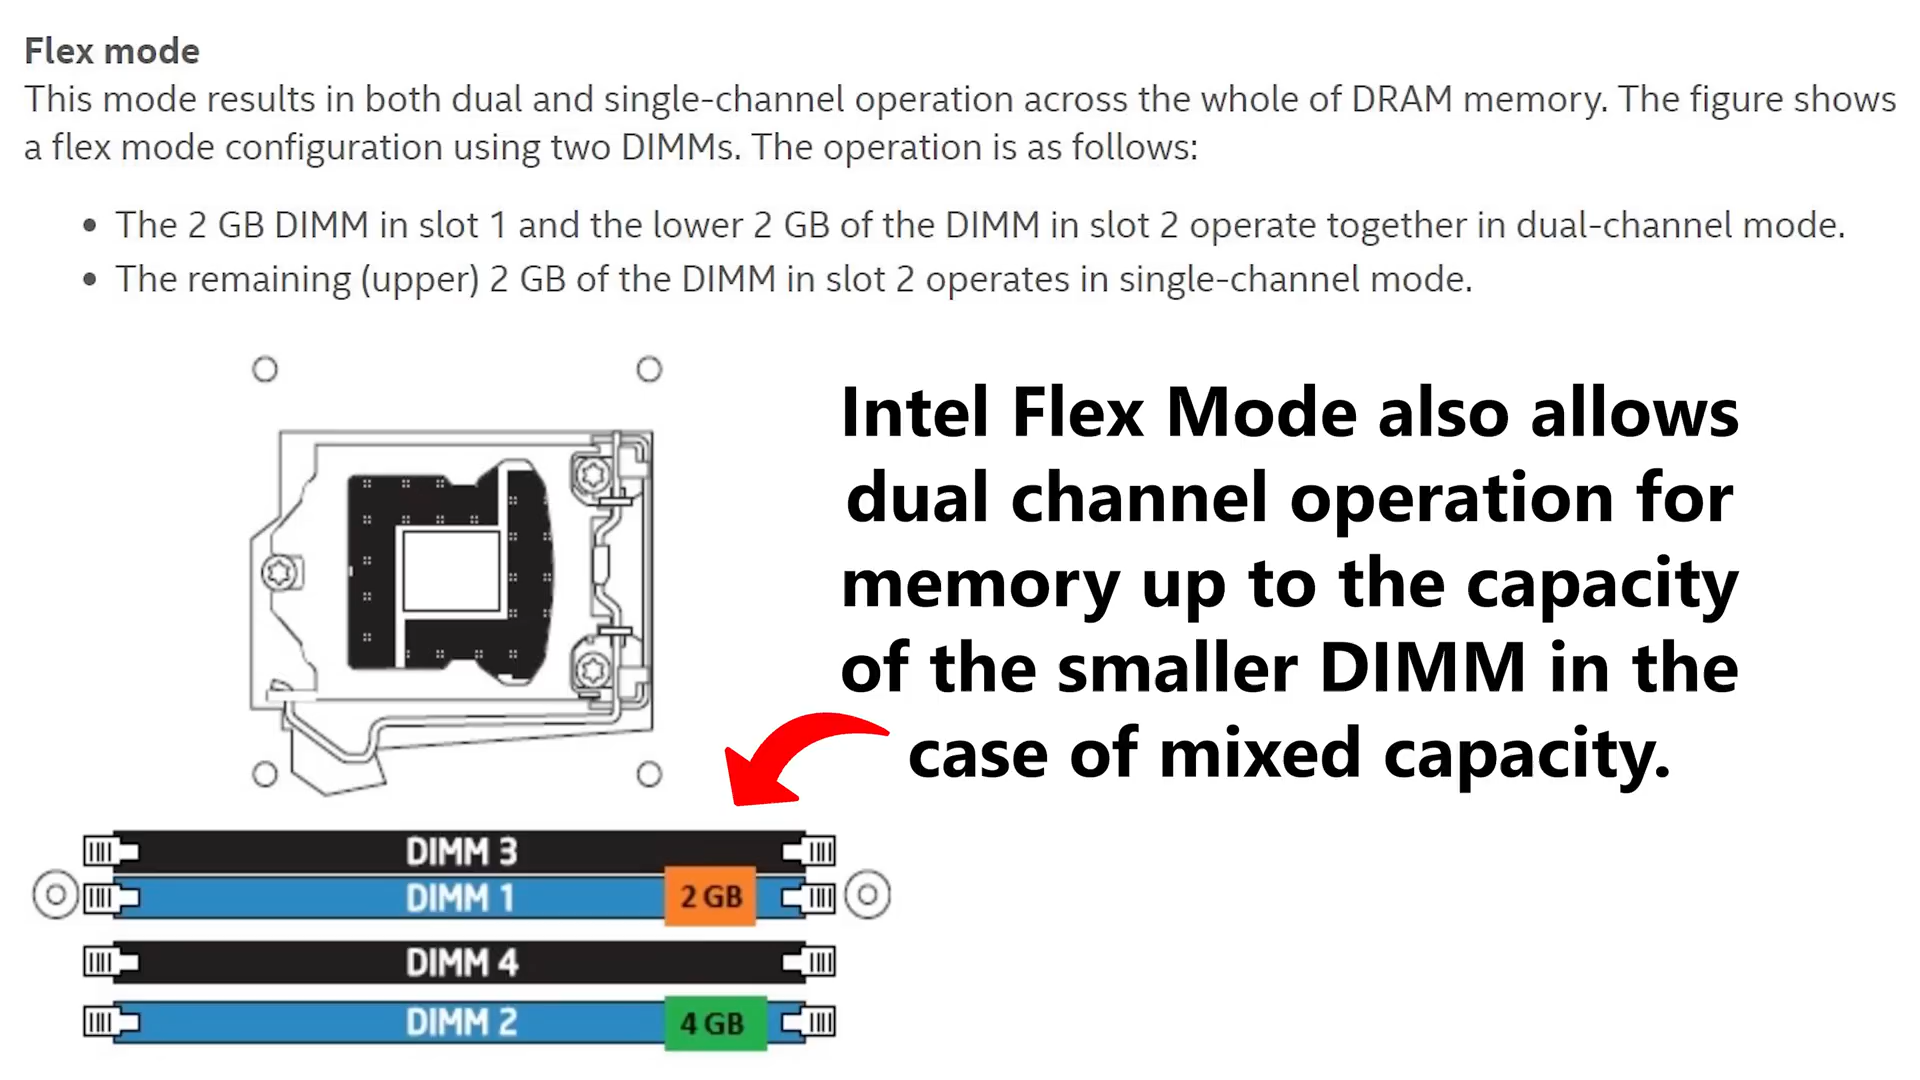 Flex mode
This mode results in both dual and single-channel operation across the whole of DRAM memory. The figure shows
a flex mode configuration using two DIMMs. The operation is as follows:
• The 2 GB DIMM in slot 1 and the lower 2 GB of the DIMM in slot 2 operate together in dual-channel mode.
• The remaining (upper) 2 GB of the DIMM in slot 2 operates in single-channel mode.
Intel Flex Mode also allows
dual channel operation for
memory up to the capacity
of the smaller DIMM in the
case of mixed capacity.
DIMM 3
DIMM 1 2 GB
DIMM 4
DIMM 2 4 GB